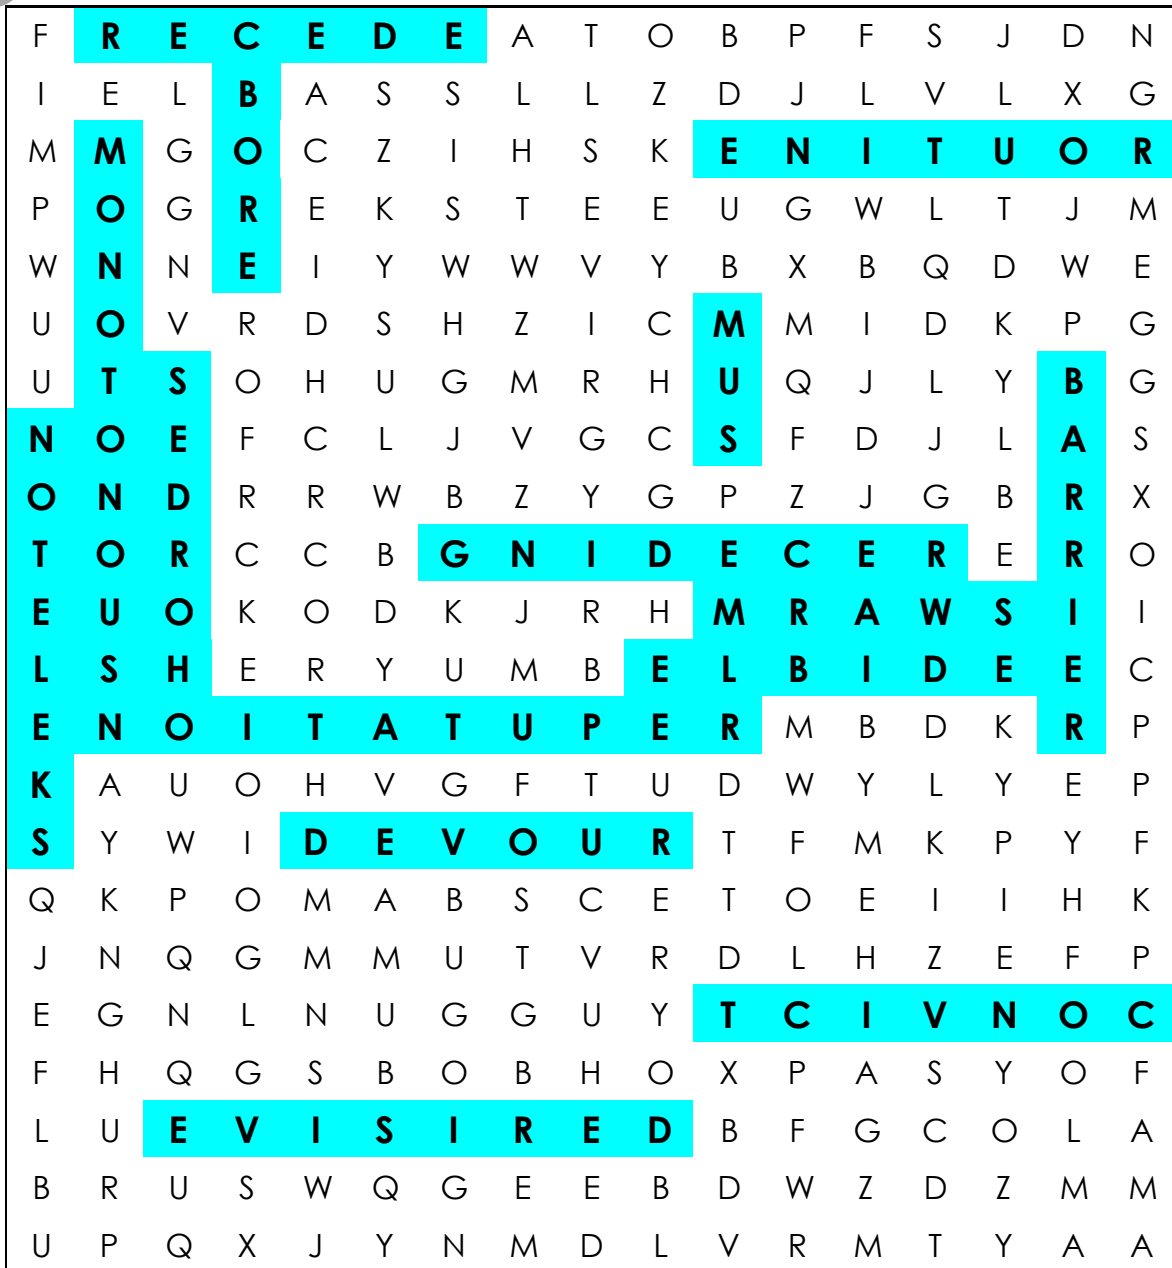 F R E C E D E A T O B P F S J D N
I E L B A S S L L Z D J L V L X G
M M G O C Z I H S K E N I T U O R
P O G R E K S T E E U G W L T J M
W N N E I Y W W V Y B X B Q D W E
U O V R D S H Z I C M M I D K P G
U T S O H U G M R H U Q J L Y B G
N O E F C L J V G C S F D J L A S
O N D R R W B Z Y G P Z J G B R X
T O R C C B G N I D E C E R E R O
E U O K O D K J R H M R A W S I I
L S H E R Y U M B E L B I D E E C
E N O I T A T U P E R M B D K R P
K A U O H V G F T U D W Y L Y E P
S Y W I D E V O U R T F M K P Y F
Q K P O M A B S C E T O E I I H K
J N Q G M M U T V R D L H Z E F P
E G N L N U G G U Y T C I V N O C
F H Q G S B O B H O X P A S Y O F
L U E V I S I R E D B F G C O L A
B R U S W Q G E E B D W Z D Z M M
U P Q X J Y N M D L V R M T Y A A